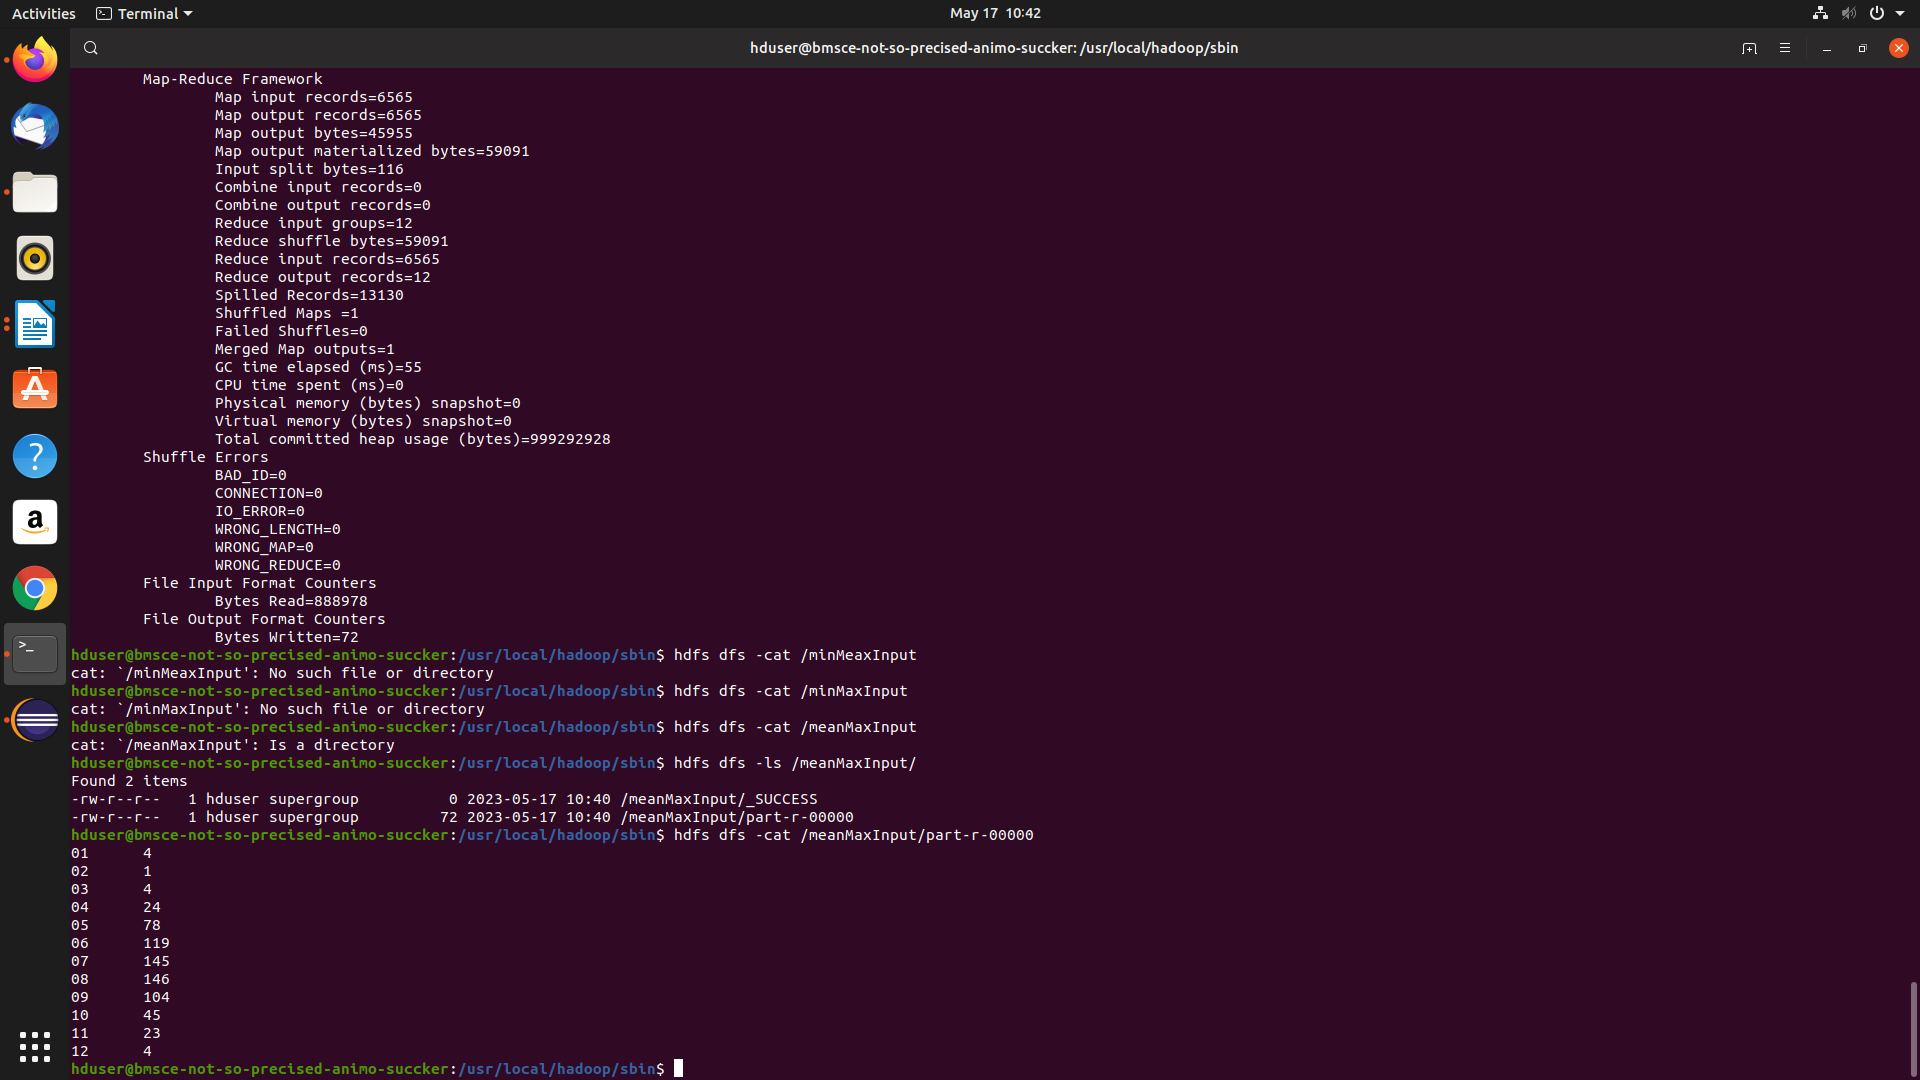 Activities
Terminal
May 17 10:42
hduser@bmsce-not-so-precised-animo-succker: /usr/local/hadoop/sbin
Map-Reduce Framework
Map input records=6565
Map output records=6565
Map output bytes=45955
Map output materialized bytes=59091
Input split bytes=116
Combine input records=0
Combine output records=0
Reduce input groups=12
Reduce shuffle bytes=59091
Reduce input records=6565
Reduce output records=12
Spilled Records=13130
Shuffled Maps =1
Failed Shuffles=0
Merged Map outputs=1
GC time elapsed (ms)=55
CPU time spent (ms)=0
Physical memory (bytes) snapshot=0
Virtual memory (bytes) snapshot=0
Total committed heap usage (bytes)=999292928
Shuffle Errors
BAD_ID=0
CONNECTION=0
IO_ERROR=0
WRONG_LENGTH=0
WRONG_MAP=0
WRONG_REDUCE=0
File Input Format Counters
Bytes Read=888978
File Output Format Counters
Bytes Written=72
hduser@bmsce-not-so-precised-animo-succker:/usr/local/hadoop/sbin$ hdfs dfs -cat /minMeaxInput
cat: `/minMeaxInput': No such file or directory
hduser@bmsce-not-so-precised-animo-succker:/usr/local/hadoop/sbin$ hdfs dfs -cat /minMaxInput
cat: `/minMaxInput': No such file or directory
hduser@bmsce-not-so-precised-animo-succker:/usr/local/hadoop/sbin$ hdfs dfs -cat /meanMaxInput
cat: `/meanMaxInput': Is a directory
hduser@bmsce-not-so-precised-animo-succker:/usr/local/hadoop/sbin$ hdfs dfs -ls /meanMaxInput/
Found 2 items
-rw-r--r--   1 hduser supergroup          0 2023-05-17 10:40 /meanMaxInput/_SUCCESS
-rw-r--r--   1 hduser supergroup         72 2023-05-17 10:40 /meanMaxInput/part-r-00000
hduser@bmsce-not-so-precised-animo-succker:/usr/local/hadoop/sbin$ hdfs dfs -cat /meanMaxInput/part-r-00000
01	4
02	1
03	4
04	24
05	78
06	119
07	145
08	146
09	104
10	45
11	23
12	4
hduser@bmsce-not-so-precised-animo-succker:/usr/local/hadoop/sbin$